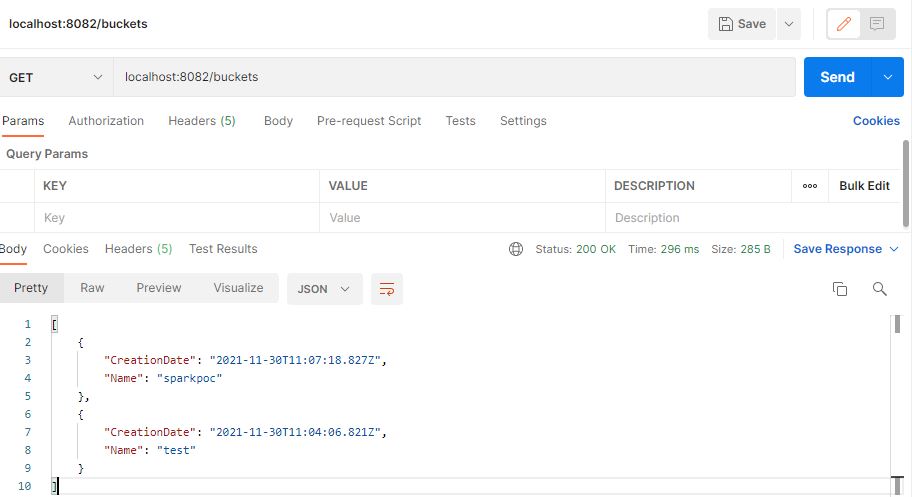 localhost:8082/buckets
Save
GET
localhost:8082/buckets
Send
Params Authorization Headers (5) Body Pre-request Script Tests Settings Cookies
Query Params
KEY VALUE DESCRIPTION ooo Bulk Edit
Key Value Description
Body Cookies Headers (5) Test Results Status: 200 OK Time: 296 ms Size: 285 B Save Response
Pretty Raw Preview Visualize JSON
1 [
2 {
3 "CreationDate": "2021-11-30T11:07:18.827Z",
4 "Name": "sparkpoc"
5 },
6 {
7 "CreationDate": "2021-11-30T11:04:06.821Z",
8 "Name": "test"
9 }
10 ]